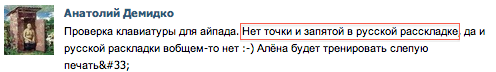 Анатолий Демидко
Проверка клавиатуры для айпада. Нет точки и запятой в русской расскладке, да и
русской раскладки вобщем-то нет :-) Алёна будет тренировать слепую
печать&#33;